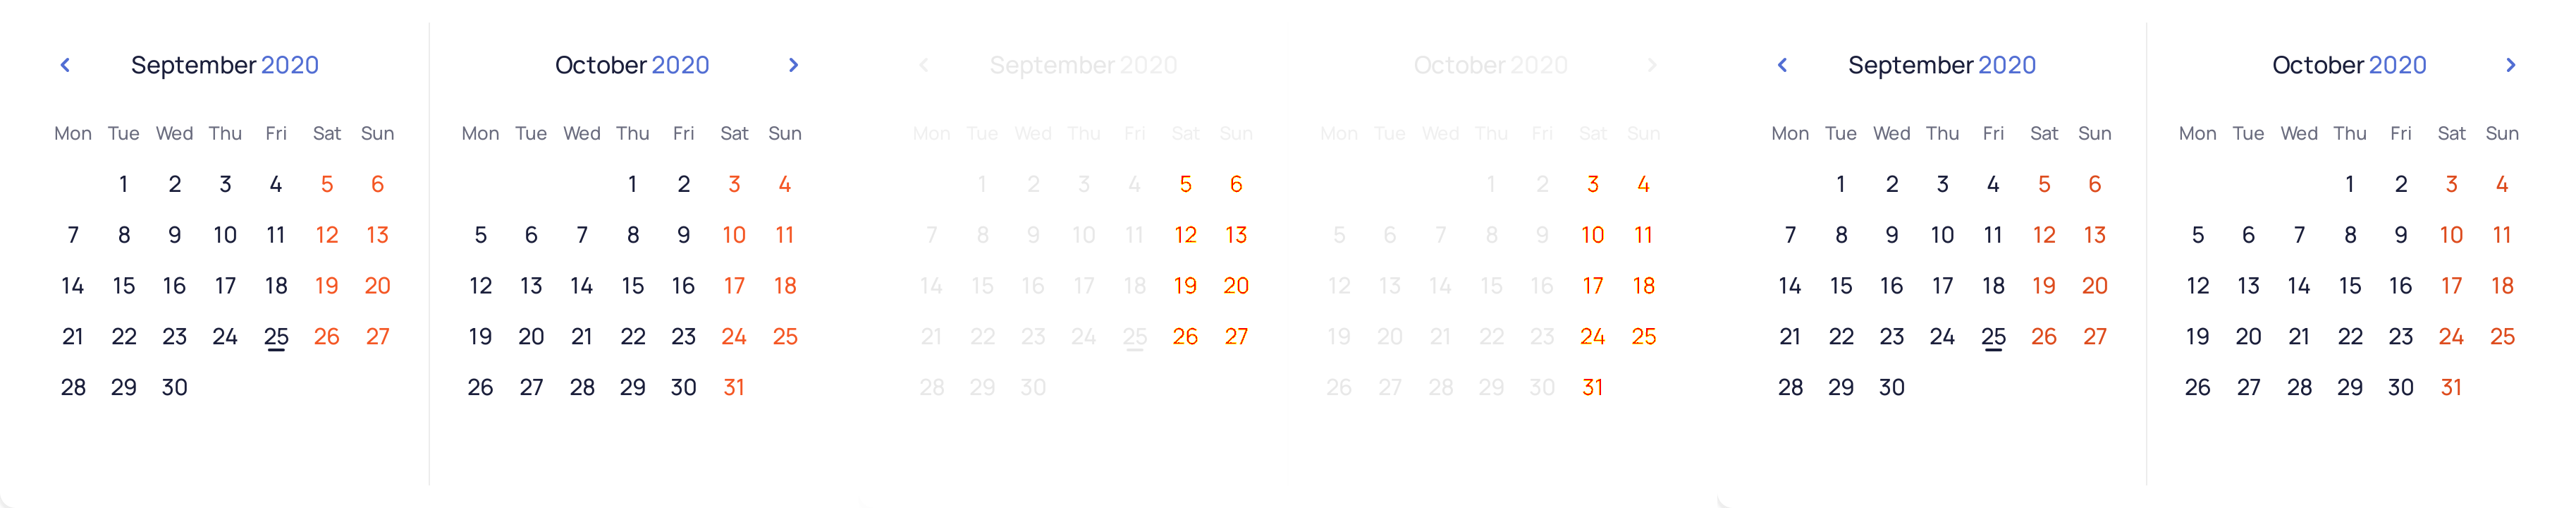 September 2020
Mon Tue Wed Thu Fri Sat Sun
1 2 3 4 5 6
7 8 9 10 11 12 13
14 15 16 17 18 19 20
21 22 23 24 25 26 27
28 29 30
October 2020
Mon Tue Wed Thu Fri Sat Sun
1 2 3 4
5 6 7 8 9 10 11
12 13 14 15 16 17 18
19 20 21 22 23 24 25
26 27 28 29 30 31
September 2020
Mon Tue Wed Thu Fri Sat Sun
1 2 3 4 5 6
7 8 9 10 11 12 13
14 15 16 17 18 19 20
21 22 23 24 25 26 27
28 29 30
October 2020
Mon Tue Wed Thu Fri Sat Sun
1 2 3 4
5 6 7 8 9 10 11
12 13 14 15 16 17 18
19 20 21 22 23 24 25
26 27 28 29 30 31
September 2020
Mon Tue Wed Thu Fri Sat Sun
1 2 3 4 5 6
7 8 9 10 11 12 13
14 15 16 17 18 19 20
21 22 23 24 25 26 27
28 29 30
October 2020
Mon Tue Wed Thu Fri Sat Sun
1 2 3 4
5 6 7 8 9 10 11
12 13 14 15 16 17 18
19 20 21 22 23 24 25
26 27 28 29 30 31